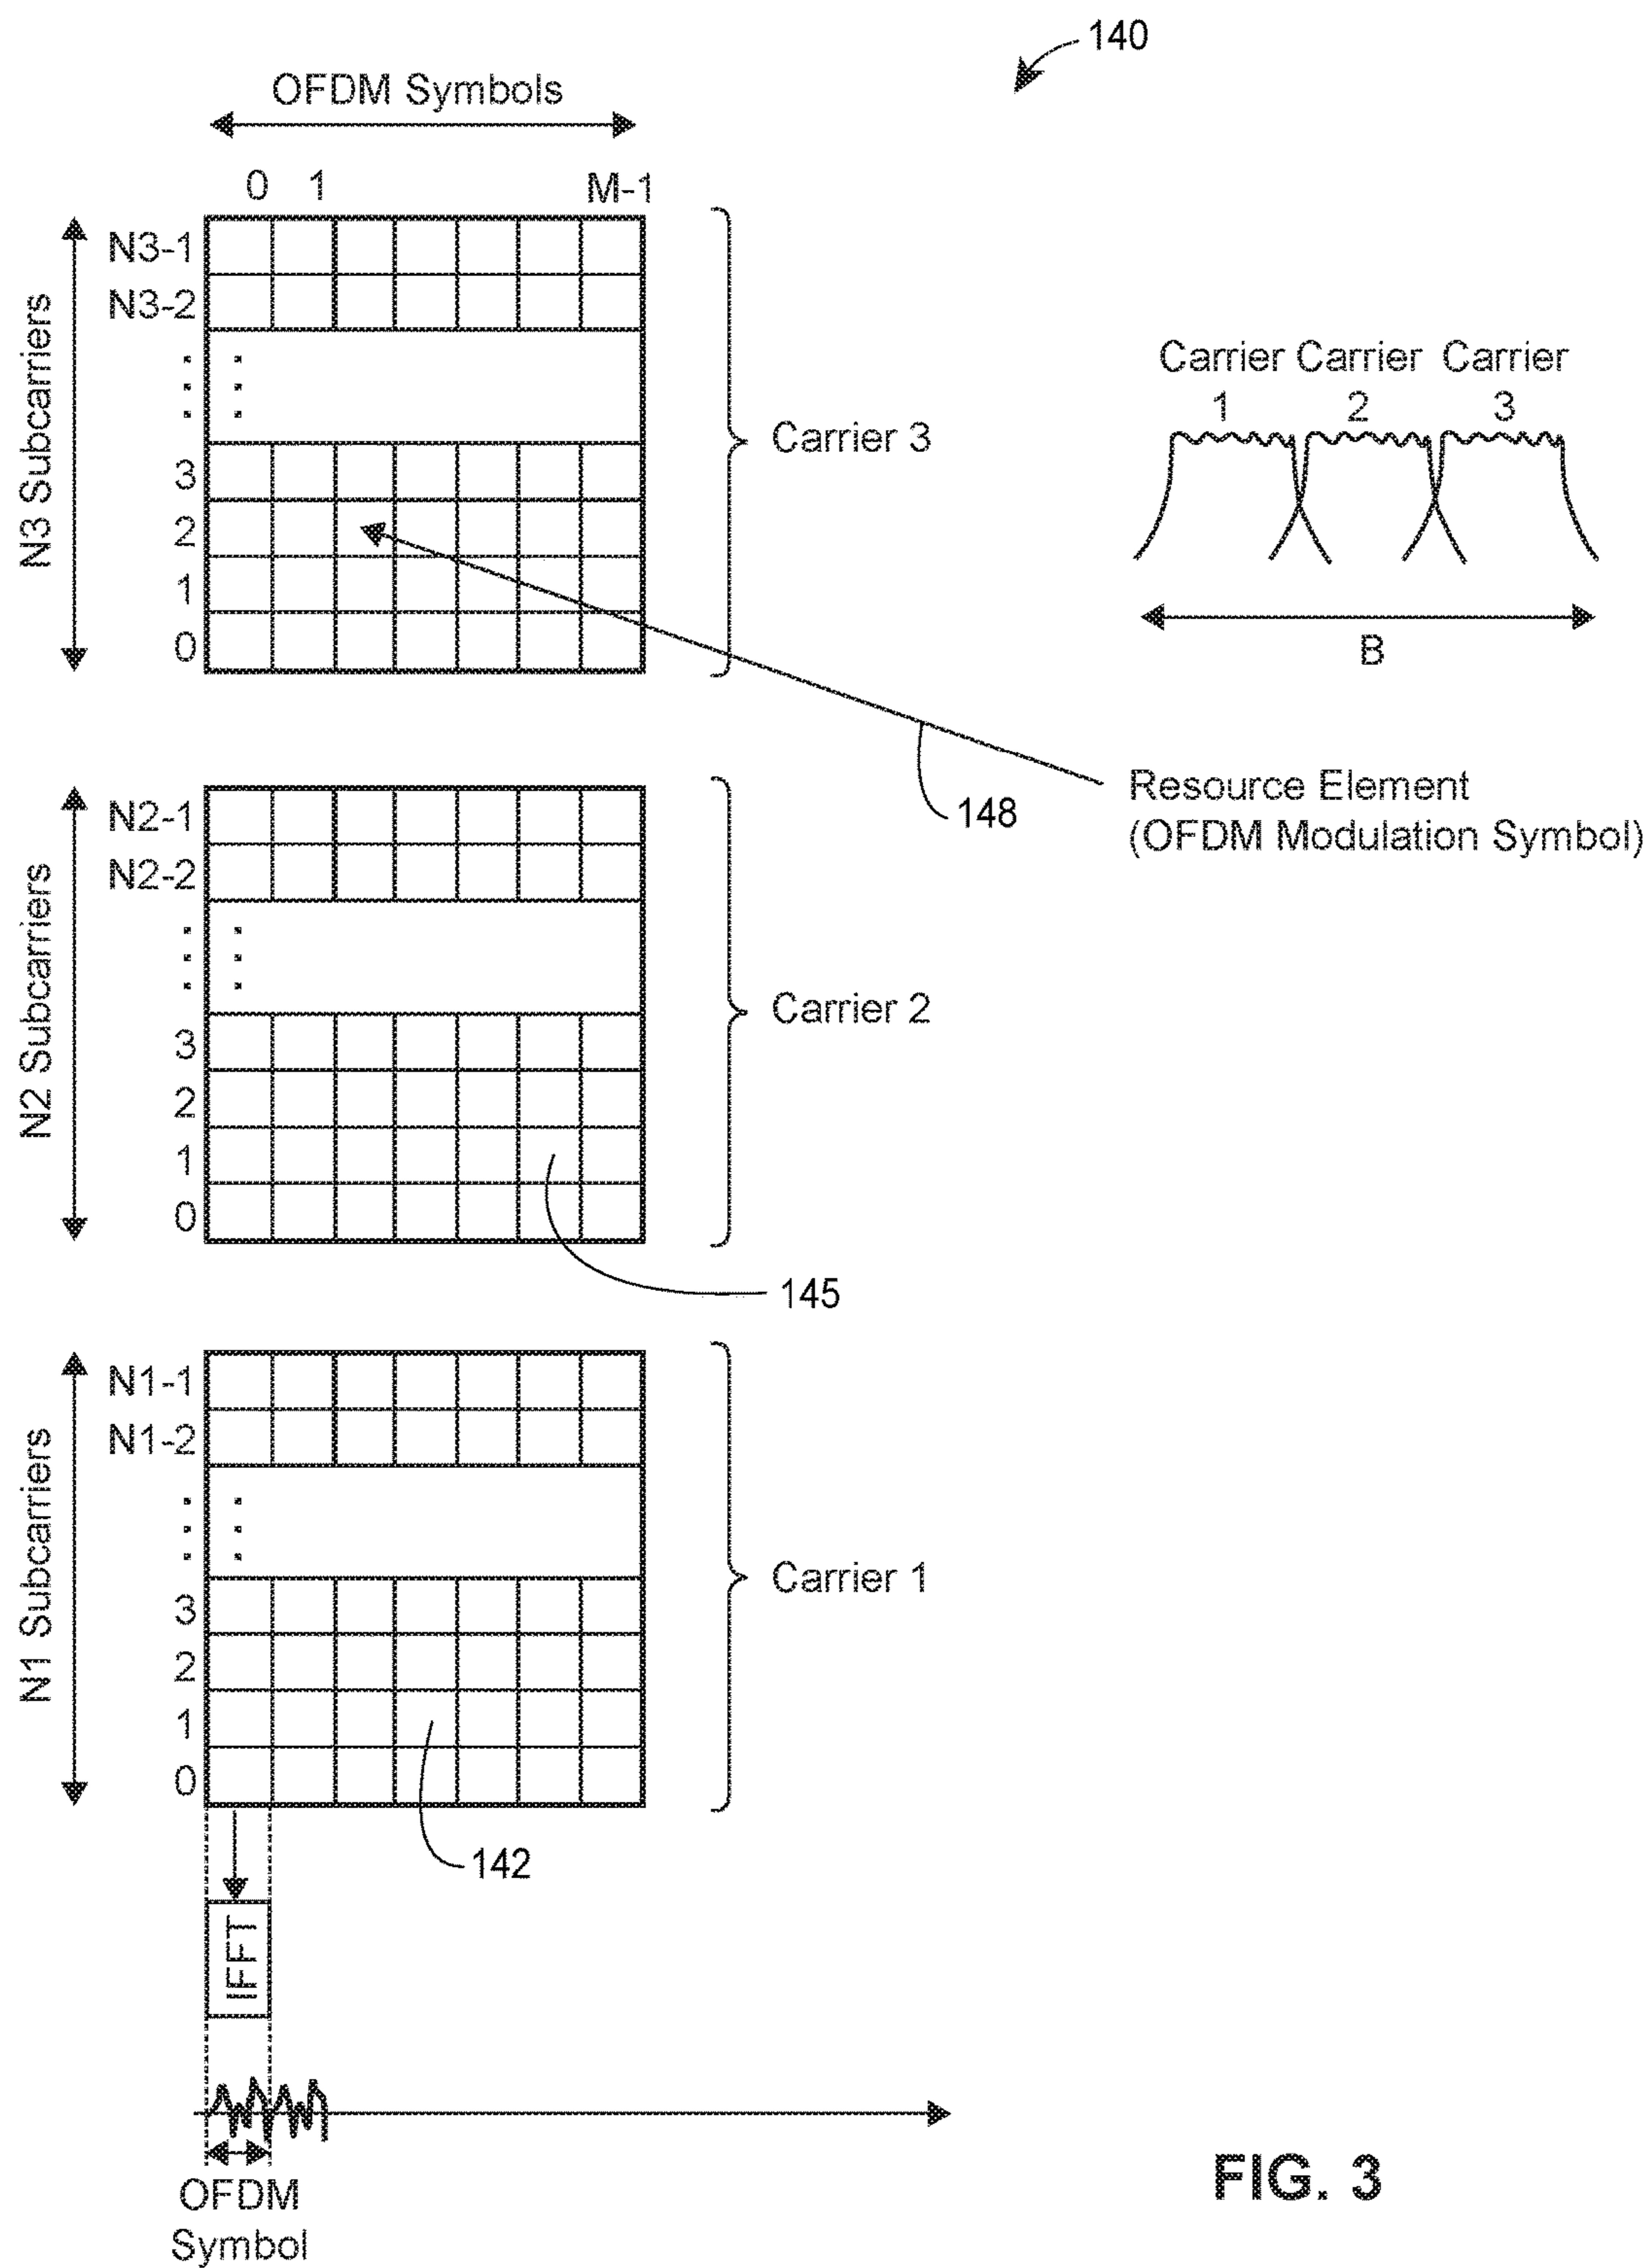 140
OFDM Symbols
0 1 M-1
N3 Subcarriers
N3-1
N3-2
3
2
1
0
Carrier 3
Carrier Carrier Carrier
1 2 3
B
148
Resource Element
(OFDM Modulation Symbol)
N2 Subcarriers
N2-1
N2-2
3
2
1
0
Carrier 2
145
N1 Subcarriers
N1-1
N1-2
3
2
1
0
Carrier 1
142
IFFT
OFDM
Symbol
FIG. 3